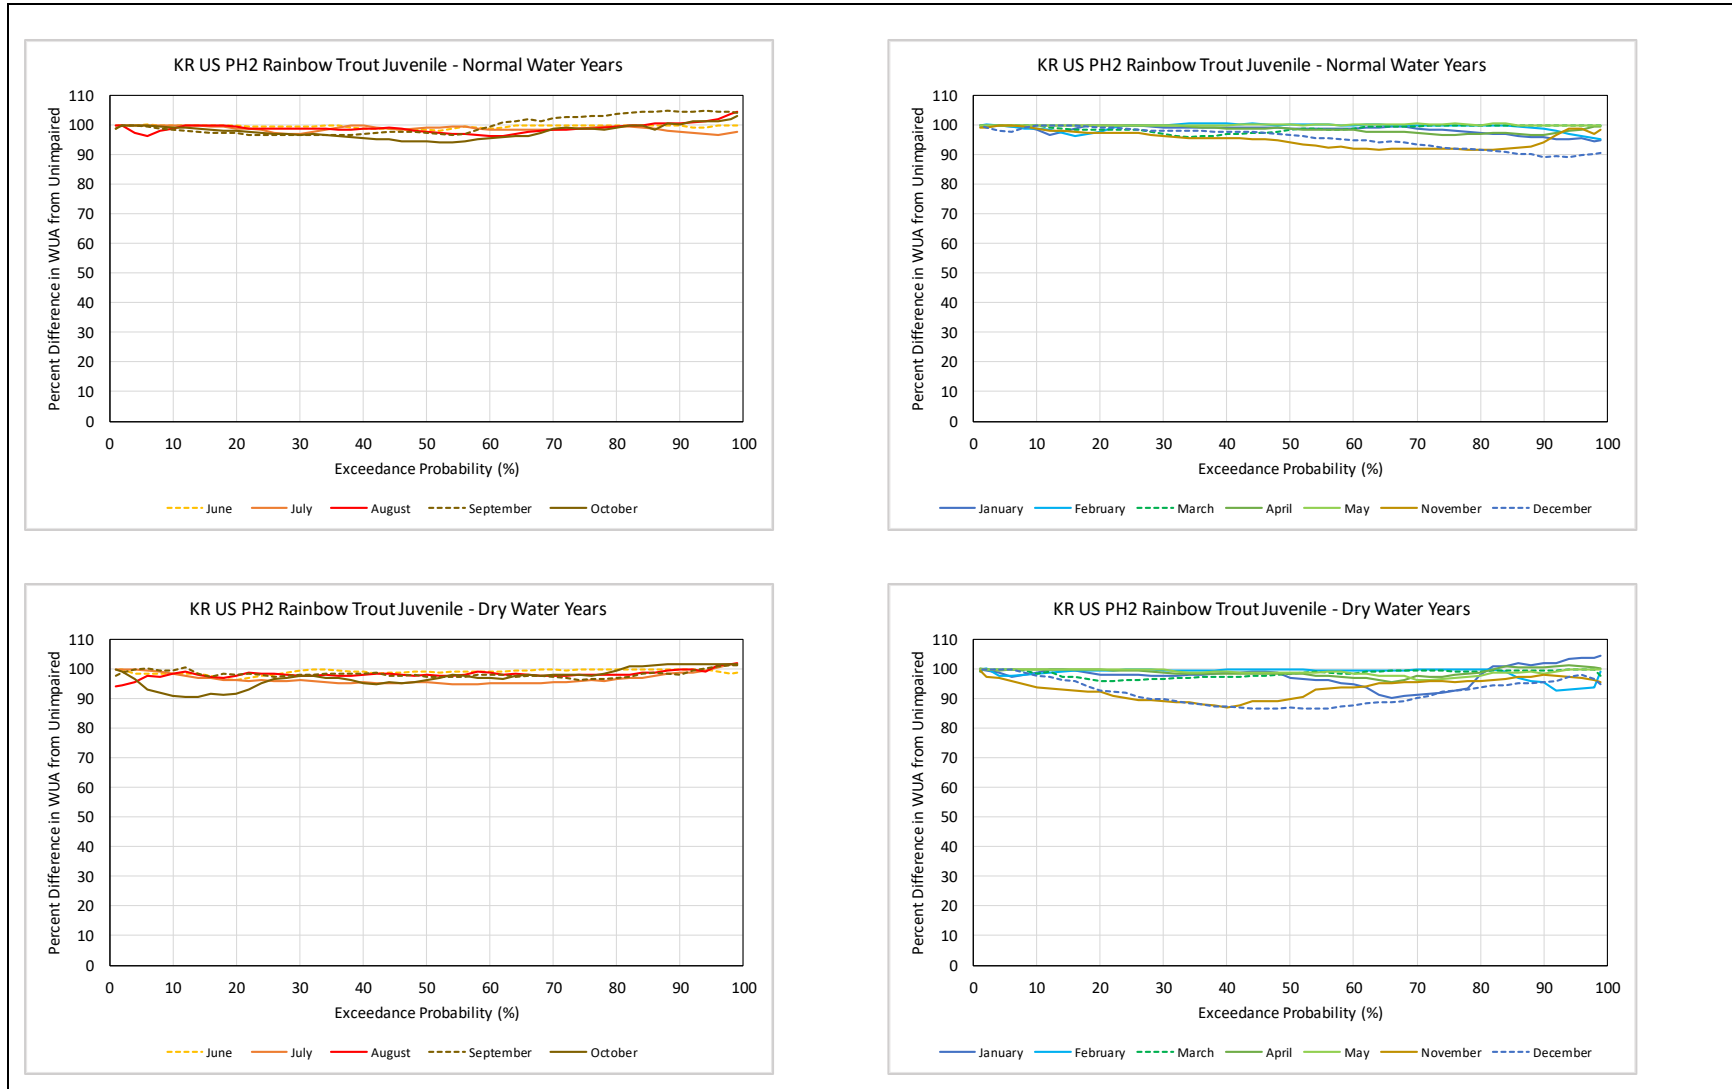 KR US PH2 Rainbow Trout Juvenile - Normal Water Years
Percent Difference in WUA from Unimpaired
110
100
90
80
70
60
50
40
30
20
10
0
0 10 20 30 40 50 60 70 80 90 100
Exceedance Probability (%)
June July August September October
KR US PH2 Rainbow Trout Juvenile - Normal Water Years
Percent Difference in WUA from Unimpaired
110
100
90
80
70
60
50
40
30
20
10
0
0 10 20 30 40 50 60 70 80 90 100
Exceedance Probability (%)
January February March April May November December
KR US PH2 Rainbow Trout Juvenile - Dry Water Years
Percent Difference in WUA from Unimpaired
110
100
90
80
70
60
50
40
30
20
10
0
0 10 20 30 40 50 60 70 80 90 100
Exceedance Probability (%)
June July August September October
KR US PH2 Rainbow Trout Juvenile - Dry Water Years
Percent Difference in WUA from Unimpaired
110
100
90
80
70
60
50
40
30
20
10
0
0 10 20 30 40 50 60 70 80 90 100
Exceedance Probability (%)
January February March April May November December